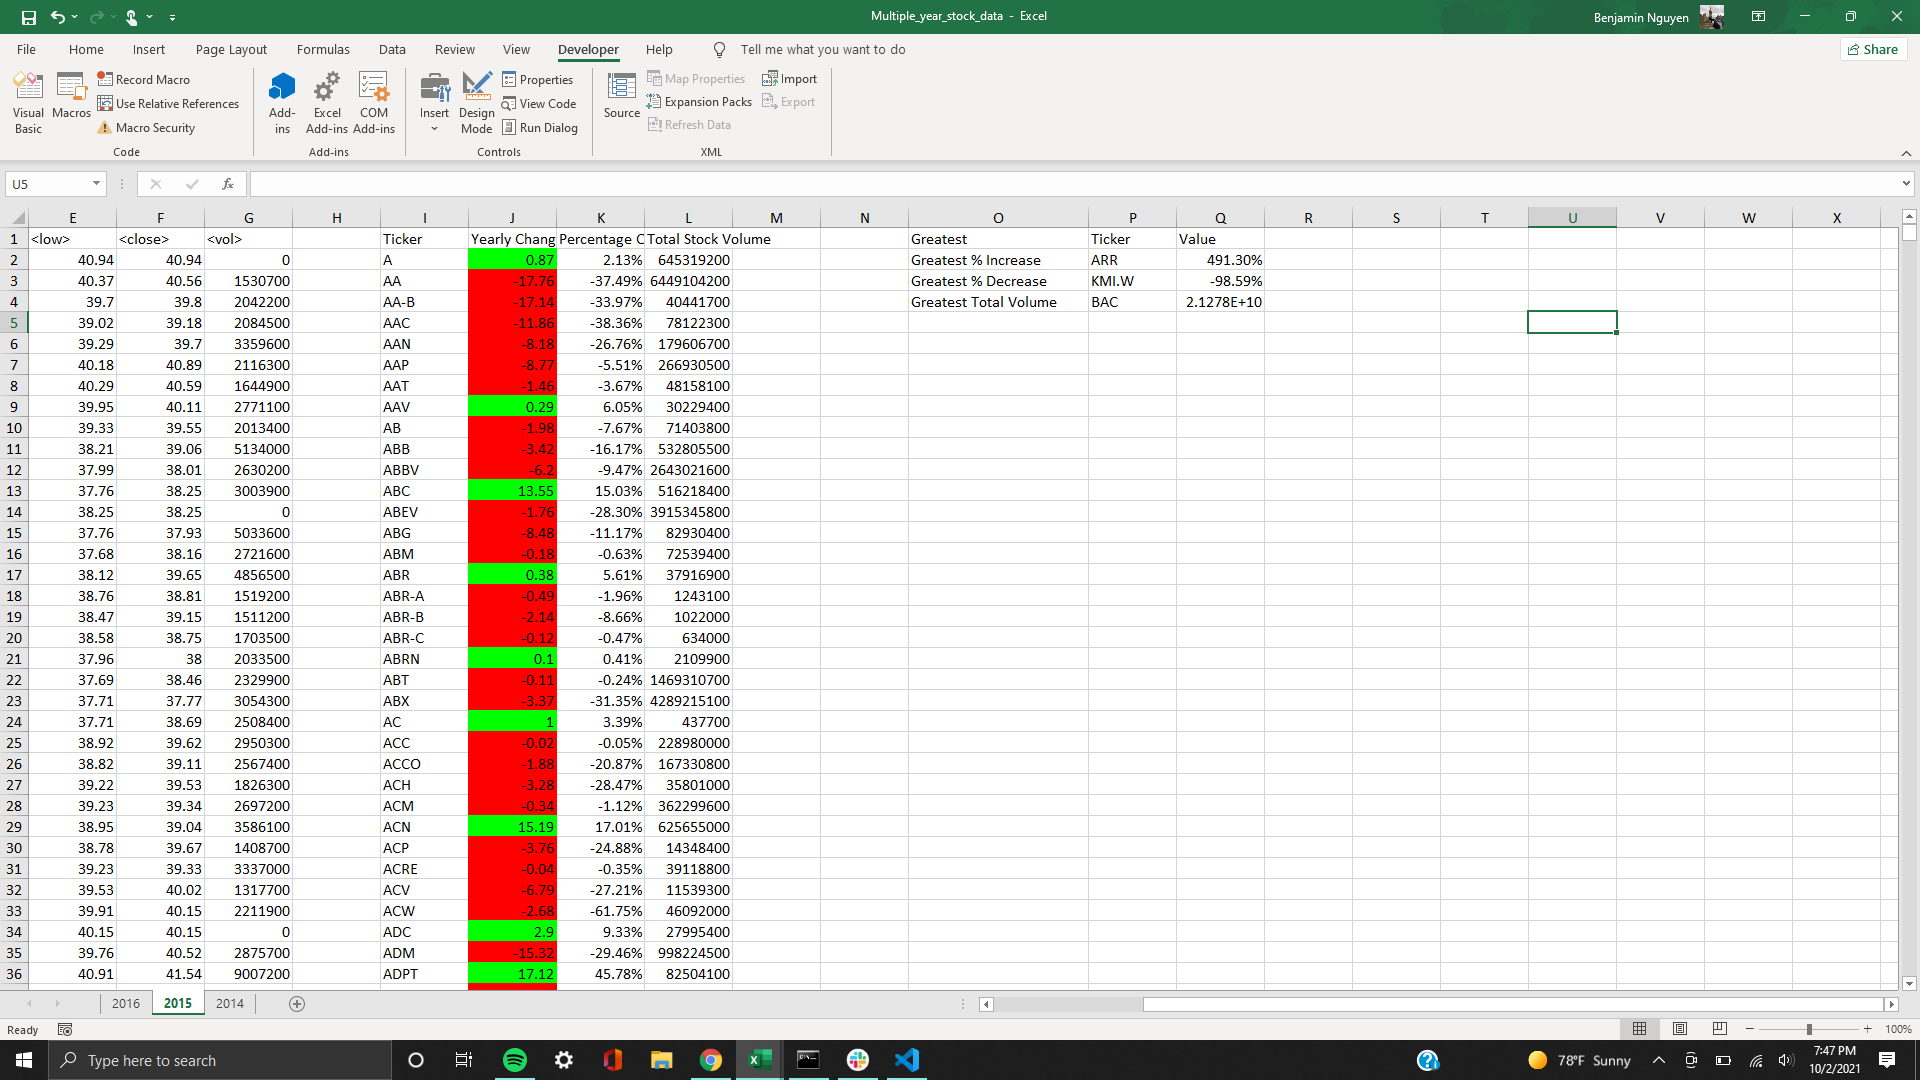 Multiple_year_stock_data - Excel
Benjamin Nguyen
File Home Insert Page Layout Formulas Data Review View Developer Help Tell me what you want to do Share
Visual Basic
Macros
Record Macro
Use Relative References
Macro Security
Code
Add-ins
Excel Add-ins
COM Add-ins
Add-ins
Insert
Design Mode
Properties
View Code
Run Dialog
Controls
Source
Map Properties
Expansion Packs
Refresh Data
Import
Export
XML
U5 fx
E F G H I J K L M N O P Q R S T U V W X
1 <low> <close> <vol> Ticker Yearly Chang Percentage C Total Stock Volume Greatest Ticker Value
2 40.94 40.94 0 A 0.87 2.13% 645319200 Greatest % Increase ARR 491.30%
3 40.37 40.56 1530700 AA -17.76 -37.49% 6449104200 Greatest % Decrease KMI.W -98.59%
4 39.7 39.8 2042200 AA-B -17.14 -33.97% 40441700 Greatest Total Volume BAC 2.1278E+10
5 39.02 39.18 2084500 AAC -11.86 -38.36% 78122300
6 39.29 39.7 3359600 AAN -8.18 -26.76% 179606700
7 40.18 40.89 2116300 AAP -8.77 -5.51% 266930500
8 40.29 40.59 1644900 AAT -1.46 -3.67% 48158100
9 39.95 40.11 2771100 AAV 0.29 6.05% 30229400
10 39.33 39.55 2013400 AB -1.98 -7.67% 71403800
11 38.21 39.06 5134000 ABB -3.42 -16.17% 532805500
12 37.99 38.01 2630200 ABBV -6.2 -9.47% 2643021600
13 37.76 38.25 3003900 ABC 13.55 15.03% 516218400
14 38.25 38.25 0 ABEV -1.76 -28.30% 3915345800
15 37.76 37.93 5033600 ABG -8.48 -11.17% 82930400
16 37.68 38.16 2721600 ABM -0.18 -0.63% 72539400
17 38.12 39.65 4856500 ABR 0.38 5.61% 37916900
18 38.76 38.81 1519200 ABR-A -0.49 -1.96% 1243100
19 38.47 39.15 1511200 ABR-B -2.14 -8.66% 1022000
20 38.58 38.75 1703500 ABR-C -0.12 -0.47% 634000
21 37.96 38 2033500 ABRN 0.1 0.41% 2109900
22 37.69 38.46 2329900 ABT -0.11 -0.24% 1469310700
23 37.71 37.77 3054300 ABX -3.37 -31.35% 4289215100
24 37.71 38.69 2508400 AC 1 3.39% 437700
25 38.92 39.62 2950300 ACC -0.02 -0.05% 228980000
26 38.82 39.11 2567400 ACCO -1.88 -20.87% 167330800
27 39.22 39.53 1826300 ACH -3.28 -28.47% 35801000
28 39.23 39.34 2697200 ACM -0.34 -1.12% 362299600
29 38.95 39.04 3586100 ACN 15.19 17.01% 625655000
30 38.78 39.67 1408700 ACP -3.76 -24.88% 14348400
31 39.23 39.33 3337000 ACRE -0.04 -0.35% 39118800
32 39.53 40.02 1317700 ACV -6.79 -27.21% 11539300
33 39.91 40.15 2211900 ACW -2.68 -61.75% 46092000
34 40.15 40.15 0 ADC 2.9 9.33% 27995400
35 39.76 40.52 2875700 ADM -15.32 -29.46% 998224500
36 40.91 41.54 9007200 ADPT 17.12 45.78% 82504100
2016 2015 2014
Ready 100%
Type here to search
78°F Sunny
7:47 PM
10/2/2021